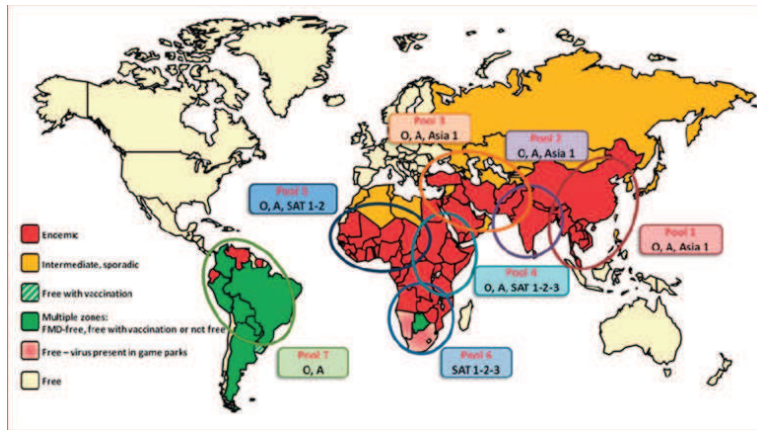 Pool 3
O, A, Asia 1
Pool 2
O, A, Asia 1
Pool 5
O, A, SAT 1-2
Pool 1
O, A, Asia 1
Pool 4
O, A, SAT 1-2-3
Pool 7
O, A
Pool 6
SAT 1-2-3
Endemic
Intermediate, sporadic
Free with vaccination
Multiple zones:
FMD-free, free with vaccination or not free
Free – virus present in game parks
Free